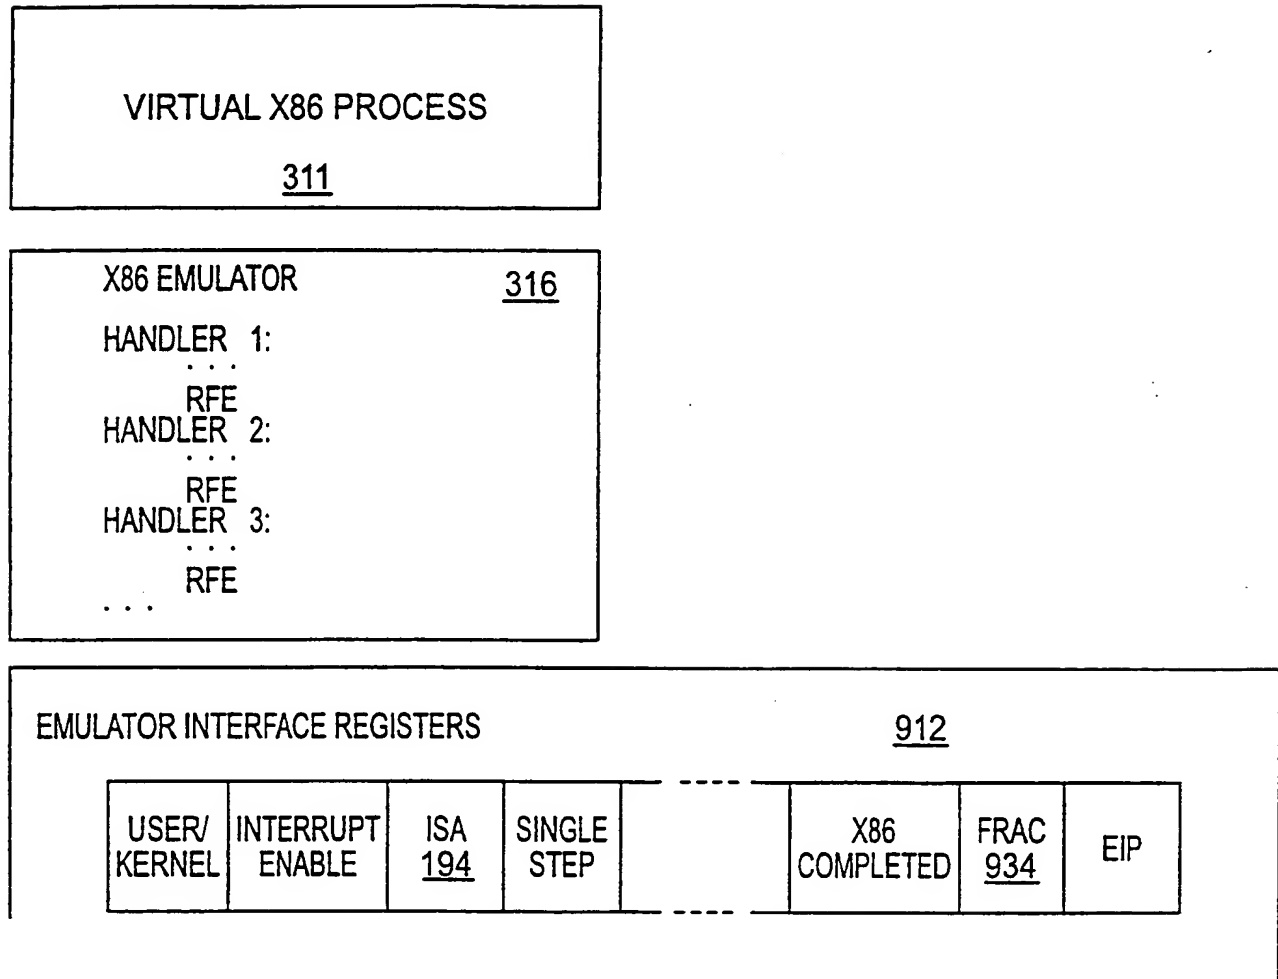 VIRTUAL X86 PROCESS
311
X86 EMULATOR 316
HANDLER 1:
. . .
RFE
HANDLER 2:
. . .
RFE
HANDLER 3:
. . .
RFE
. . .
EMULATOR INTERFACE REGISTERS 912
USER/
KERNEL
INTERRUPT
ENABLE
ISA
194
SINGLE
STEP
X86
COMPLETED
FRAC
934
EIP